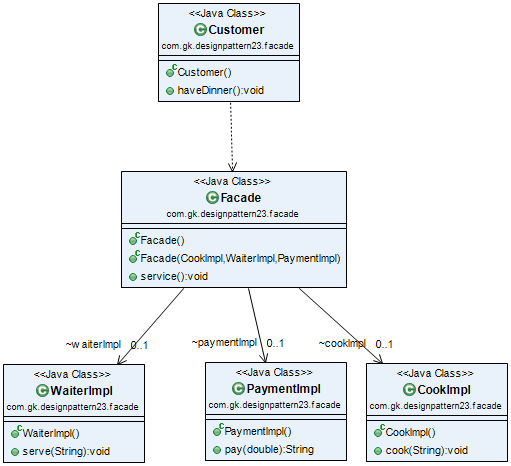 <<Java Class>>
Customer
com.gk.designpattern23.facade
Customer()
haveDinner():void
<<Java Class>>
Facade
com.gk.designpattern23.facade
Facade()
Facade(CookImpl,WaiterImpl,PaymentImpl)
service():void
~waiterImpl 0..1
~paymentImpl 0..1
~cookImpl 0..1
<<Java Class>>
WaiterImpl
com.gk.designpattern23.facade
WaiterImpl()
serve(String):void
<<Java Class>>
PaymentImpl
com.gk.designpattern23.facade
PaymentImpl()
pay(double):String
<<Java Class>>
CookImpl
com.gk.designpattern23.facade
CookImpl()
cook(String):void